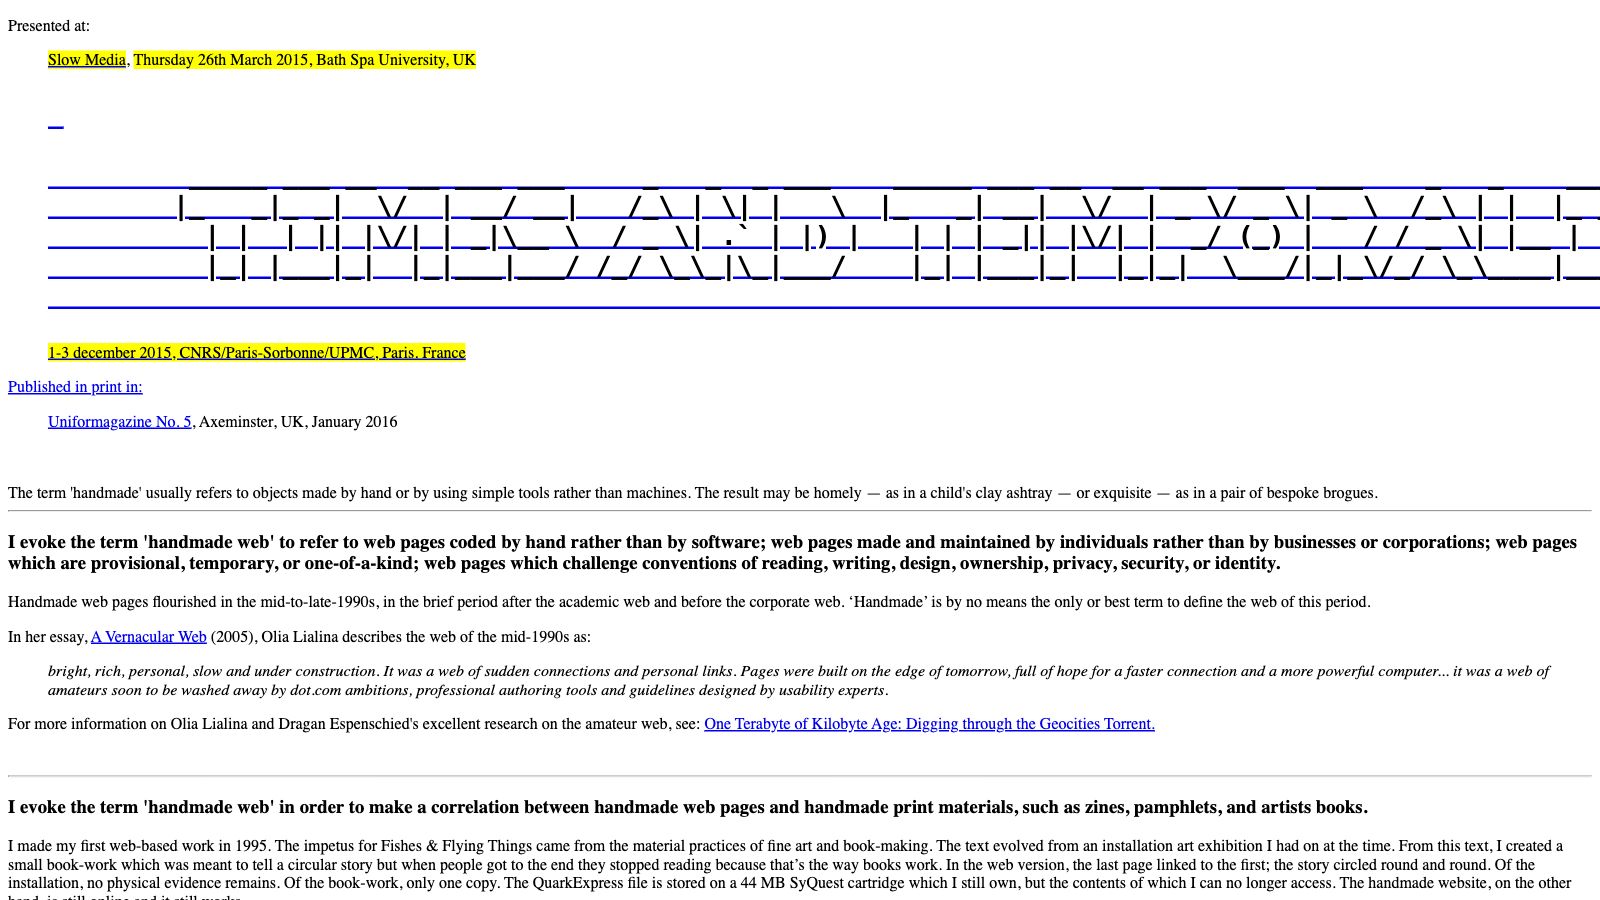 Presented at:
Slow Media, Thursday 26th March 2015, Bath Spa University, UK
TIMES AND TEMPORAL
1-3 december 2015, CNRS/Paris-Sorbonne/UPMC, Paris. France
Published in print in:
Uniformagazine No. 5, Axeminster, UK, January 2016
The term 'handmade' usually refers to objects made by hand or by using simple tools rather than machines. The result may be homely — as in a child's clay ashtray — or exquisite — as in a pair of bespoke brogues.
I evoke the term 'handmade web' to refer to web pages coded by hand rather than by software; web pages made and maintained by individuals rather than by businesses or corporations; web pages
which are provisional, temporary, or one-of-a-kind; web pages which challenge conventions of reading, writing, design, ownership, privacy, security, or identity.
Handmade web pages flourished in the mid-to-late-1990s, in the brief period after the academic web and before the corporate web. ‘Handmade’ is by no means the only or best term to define the web of this period.
In her essay, A Vernacular Web (2005), Olia Lialina describes the web of the mid-1990s as:
bright, rich, personal, slow and under construction. It was a web of sudden connections and personal links. Pages were built on the edge of tomorrow, full of hope for a faster connection and a more powerful computer... it was a web of
amateurs soon to be washed away by dot.com ambitions, professional authoring tools and guidelines designed by usability experts.
For more information on Olia Lialina and Dragan Espenschied's excellent research on the amateur web, see: One Terabyte of Kilobyte Age: Digging through the Geocities Torrent.
I evoke the term 'handmade web' in order to make a correlation between handmade web pages and handmade print materials, such as zines, pamphlets, and artists books.
I made my first web-based work in 1995. The impetus for Fishes & Flying Things came from the material practices of fine art and book-making. The text evolved from an installation art exhibition I had on at the time. From this text, I created a
small book-work which was meant to tell a circular story but when people got to the end they stopped reading because that’s the way books work. In the web version, the last page linked to the first; the story circled round and round. Of the
installation, no physical evidence remains. Of the book-work, only one copy. The QuarkExpress file is stored on a 44 MB SyQuest cartridge which I still own, but the contents of which I can no longer access. The handmade website, on the other
hand, is still online and it still works.